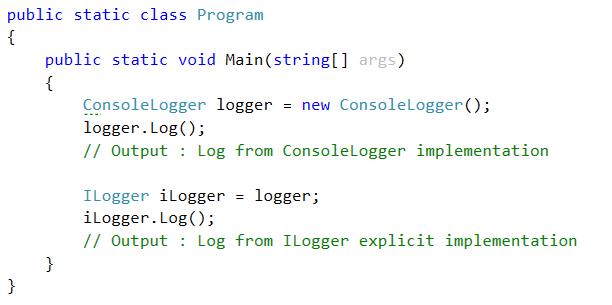 public static class Program
{
    public static void Main(string[] args)
    {
        ConsoleLogger logger = new ConsoleLogger();
        logger.Log();
        // Output : Log from ConsoleLogger implementation

        ILogger iLogger = logger;
        iLogger.Log();
        // Output : Log from ILogger explicit implementation
    }
}